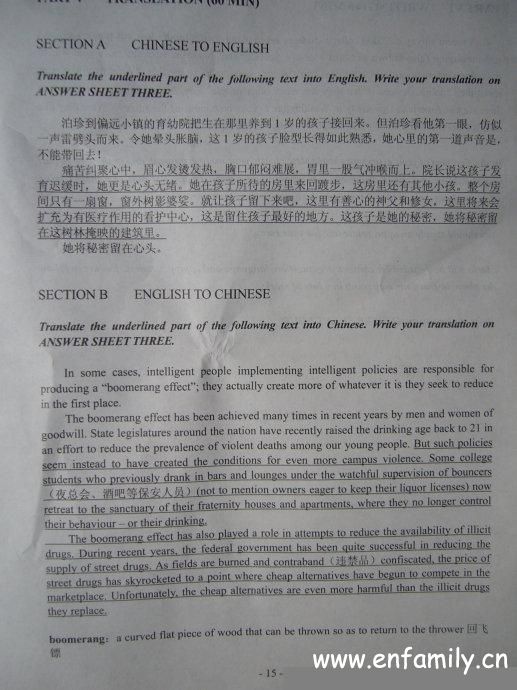 PART V TRANSLATION (60 MIN)
SECTION A CHINESE TO ENGLISH
Translate the underlined part of the following text into English. Write your translation on
ANSWER SHEET THREE.
泊珍到偏远小镇的育幼院把生在那里养到1岁的孩子接回来。但泊珍看他第一眼,仿似
一声雷劈头而来。令她晕头胀脑,这1岁的孩子脸型长得如此熟悉,她心里的第一道声音是,
不能带回去!
痛苦纠聚心中,眉心发烫发热,胸口郁闷难展,胃里一股气冲喉而上。院长说这孩子发
育迟缓时,她更是心头无绪。她在孩子所待的房里来回踱步,这房里还有其他小孩。整个房
间只有一扇窗,窗外树影婆娑。就让孩子留下来吧,这里有善心的神父和修女,这里将来会
扩充为有医疗作用的看护中心,这是留住孩子最好的地方。这孩子是她的秘密,她将秘密留
在这树林掩映的建筑里。
她将秘密留在心头。
SECTION B ENGLISH TO CHINESE
Translate the underlined part of the following text into Chinese. Write your translation on
ANSWER SHEET THREE.
In some cases, intelligent people implementing intelligent policies are responsible for
producing a "boomerang effect"; they actually create more of whatever it is they seek to reduce
in the first place.
The boomerang effect has been achieved many times in recent years by men and women of
goodwill. State legislatures around the nation have recently raised the drinking age back to 21 in
an effort to reduce the prevalence of violent deaths among our young people. But such policies
seem instead to have created the conditions for even more campus violence. Some college
students who previously drank in bars and lounges under the watchful supervision of bouncers
(夜总会、酒吧等保安人员) (not to mention owners eager to keep their liquor licenses) now
retreat to the sanctuary of their fraternity houses and apartments, where they no longer control
their behaviour – or their drinking.
The boomerang effect has also played a role in attempts to reduce the availability of illicit
drugs. During recent years, the federal government has been quite successful in reducing the
supply of street drugs. As fields are burned and contraband (违禁品) confiscated, the price of
street drugs has skyrocketed to a point where cheap alternatives have begun to compete in the
marketplace. Unfortunately, the cheap alternatives are even more harmful than the illicit drugs
they replace.
boomerang: a curved flat piece of wood that can be thrown so as to return to the thrower 回飞
镖
- 15 -
www.enfamily.cn